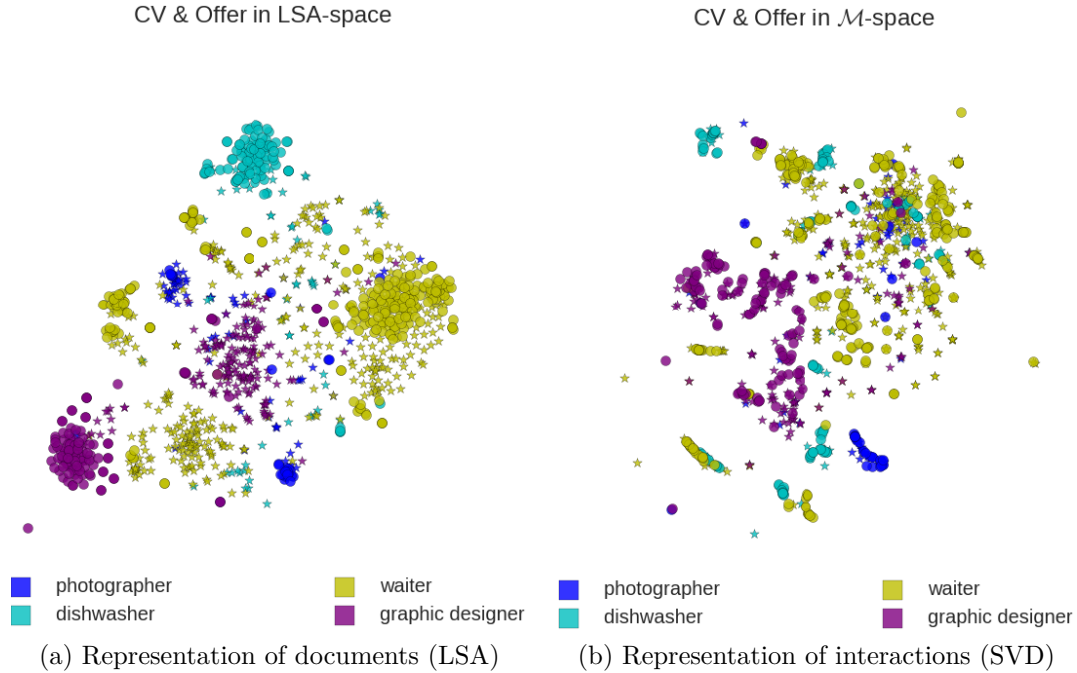 CV & Offer in LSA-space
photographer
waiter
dishwasher
graphic designer
(a) Representation of documents (LSA)
CV & Offer in ℳ-space
photographer
waiter
dishwasher
graphic designer
(b) Representation of interactions (SVD)